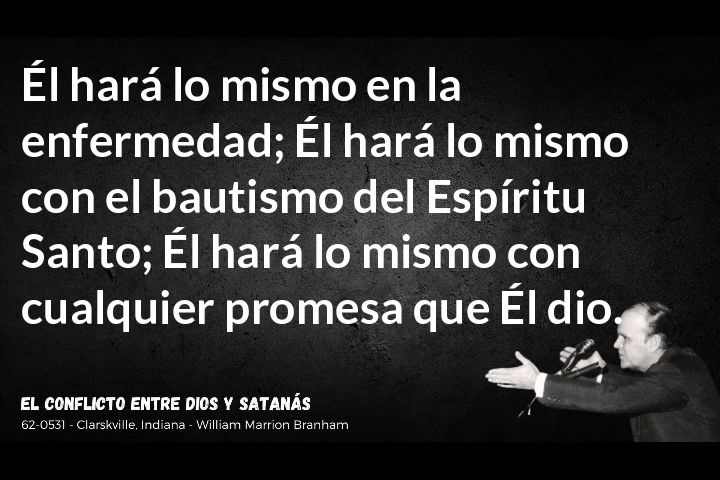 Él hará lo mismo en la
enfermedad; Él hará lo mismo
con el bautismo del Espíritu
Santo; Él hará lo mismo con
cualquier promesa que Él dio.
EL CONFLICTO ENTRE DIOS Y SATANÁS
62-0531 - Clarskville, Indiana - William Marrion Branham